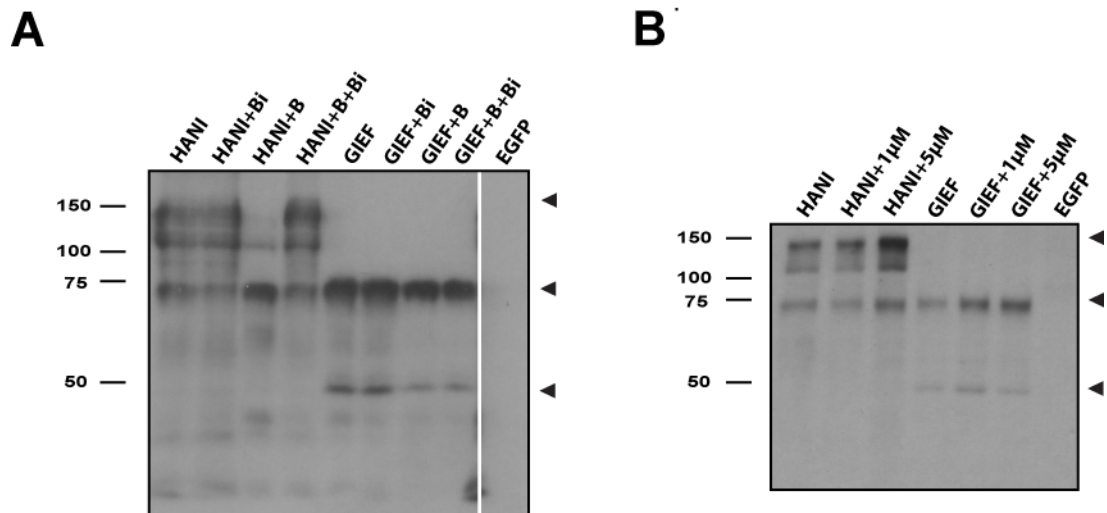 A
HANI
HANI+Bi
HANI+B
HANI+B+Bi
GIEF
GIEF+Bi
GIEF+B
GIEF+B+Bi
EGFP
150
100
75
50
B
HANI
HANI+1μM
HANI+5μM
GIEF
GIEF+1μM
GIEF+5μM
EGFP
150
100
75
50